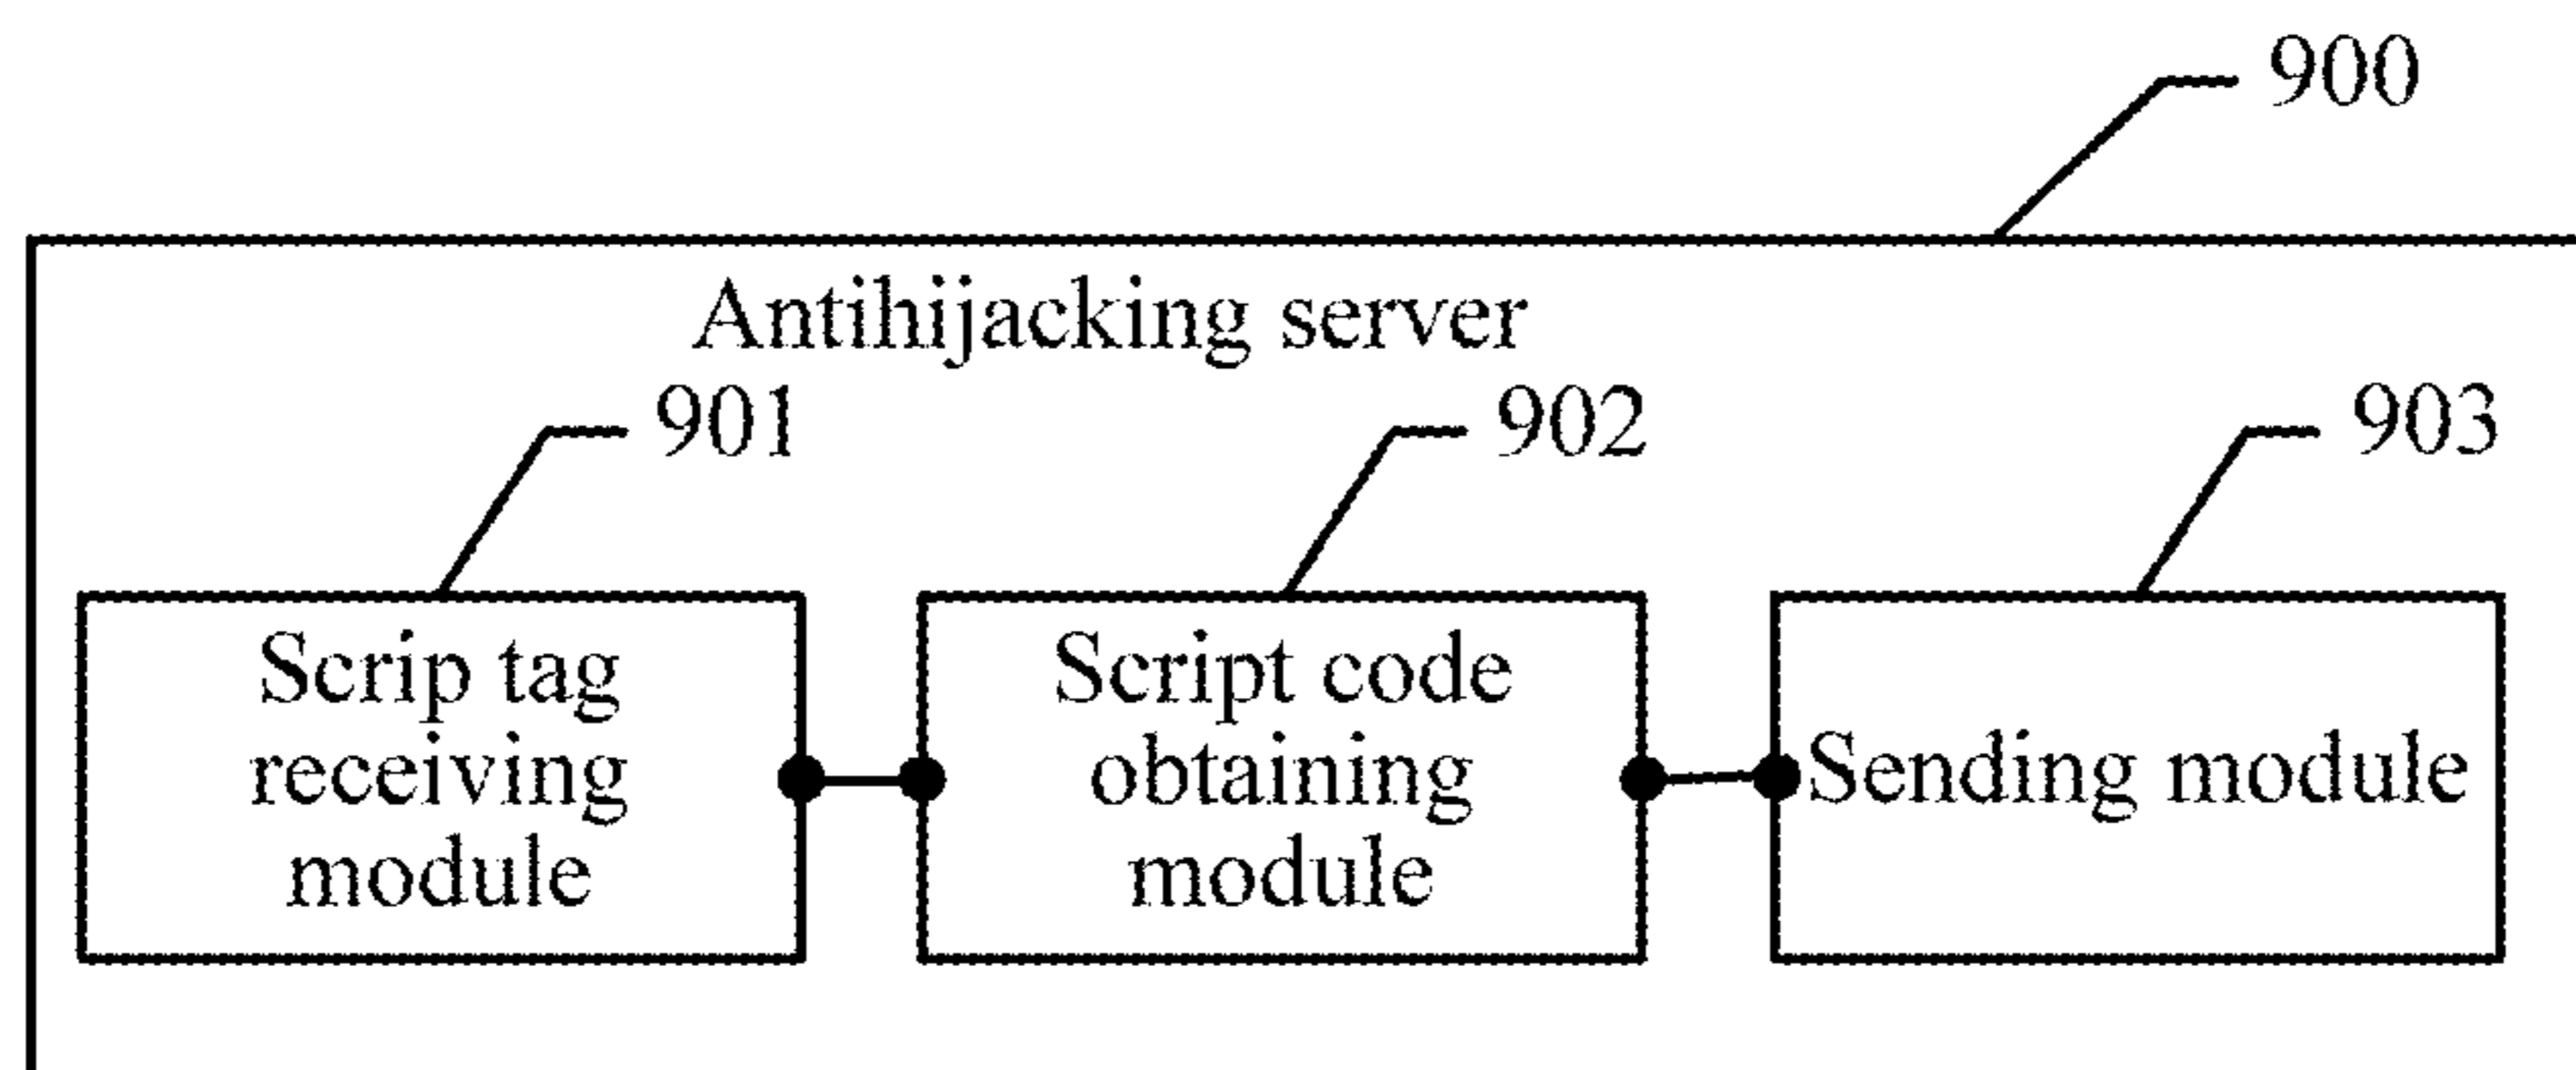 900
Antihijacking server
901
902
903
Scrip tag
receiving
module
Script code
obtaining
module
Sending module